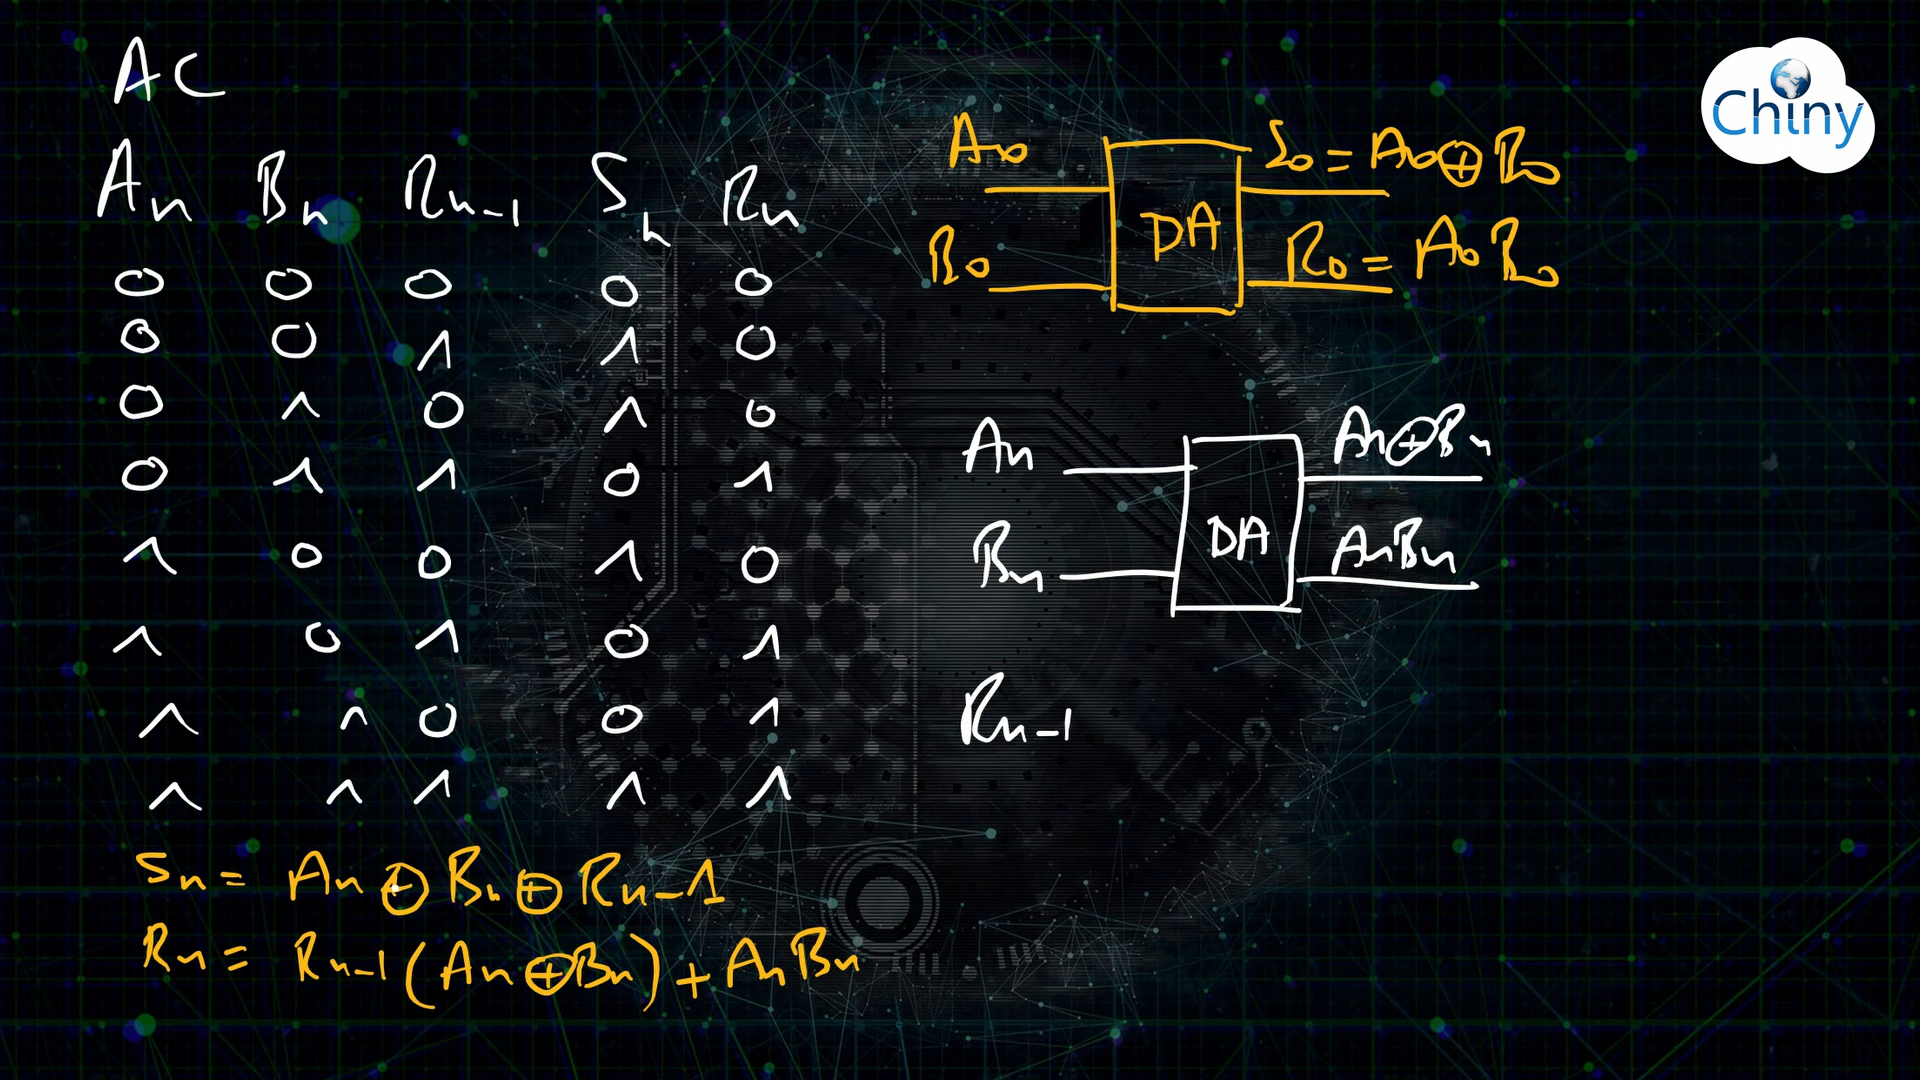 AC
An Bn Rn-1 Sn Rn
0 0 0 0 0
0 0 1 1 0
0 1 0 1 0
0 1 1 0 1
1 0 0 1 0
1 0 1 0 1
1 1 0 0 1
1 1 1 1 1
Sn = An ⊕ Bn ⊕ Rn-1
Rn = Rn-1 (An ⊕ Bn) + AnBn
Chiny
A0 S0 = A0 ⊕ B0
DA
B0 R0 = A0 B0
An An ⊕ Bn
DA
Bn AnBn
Rn-1